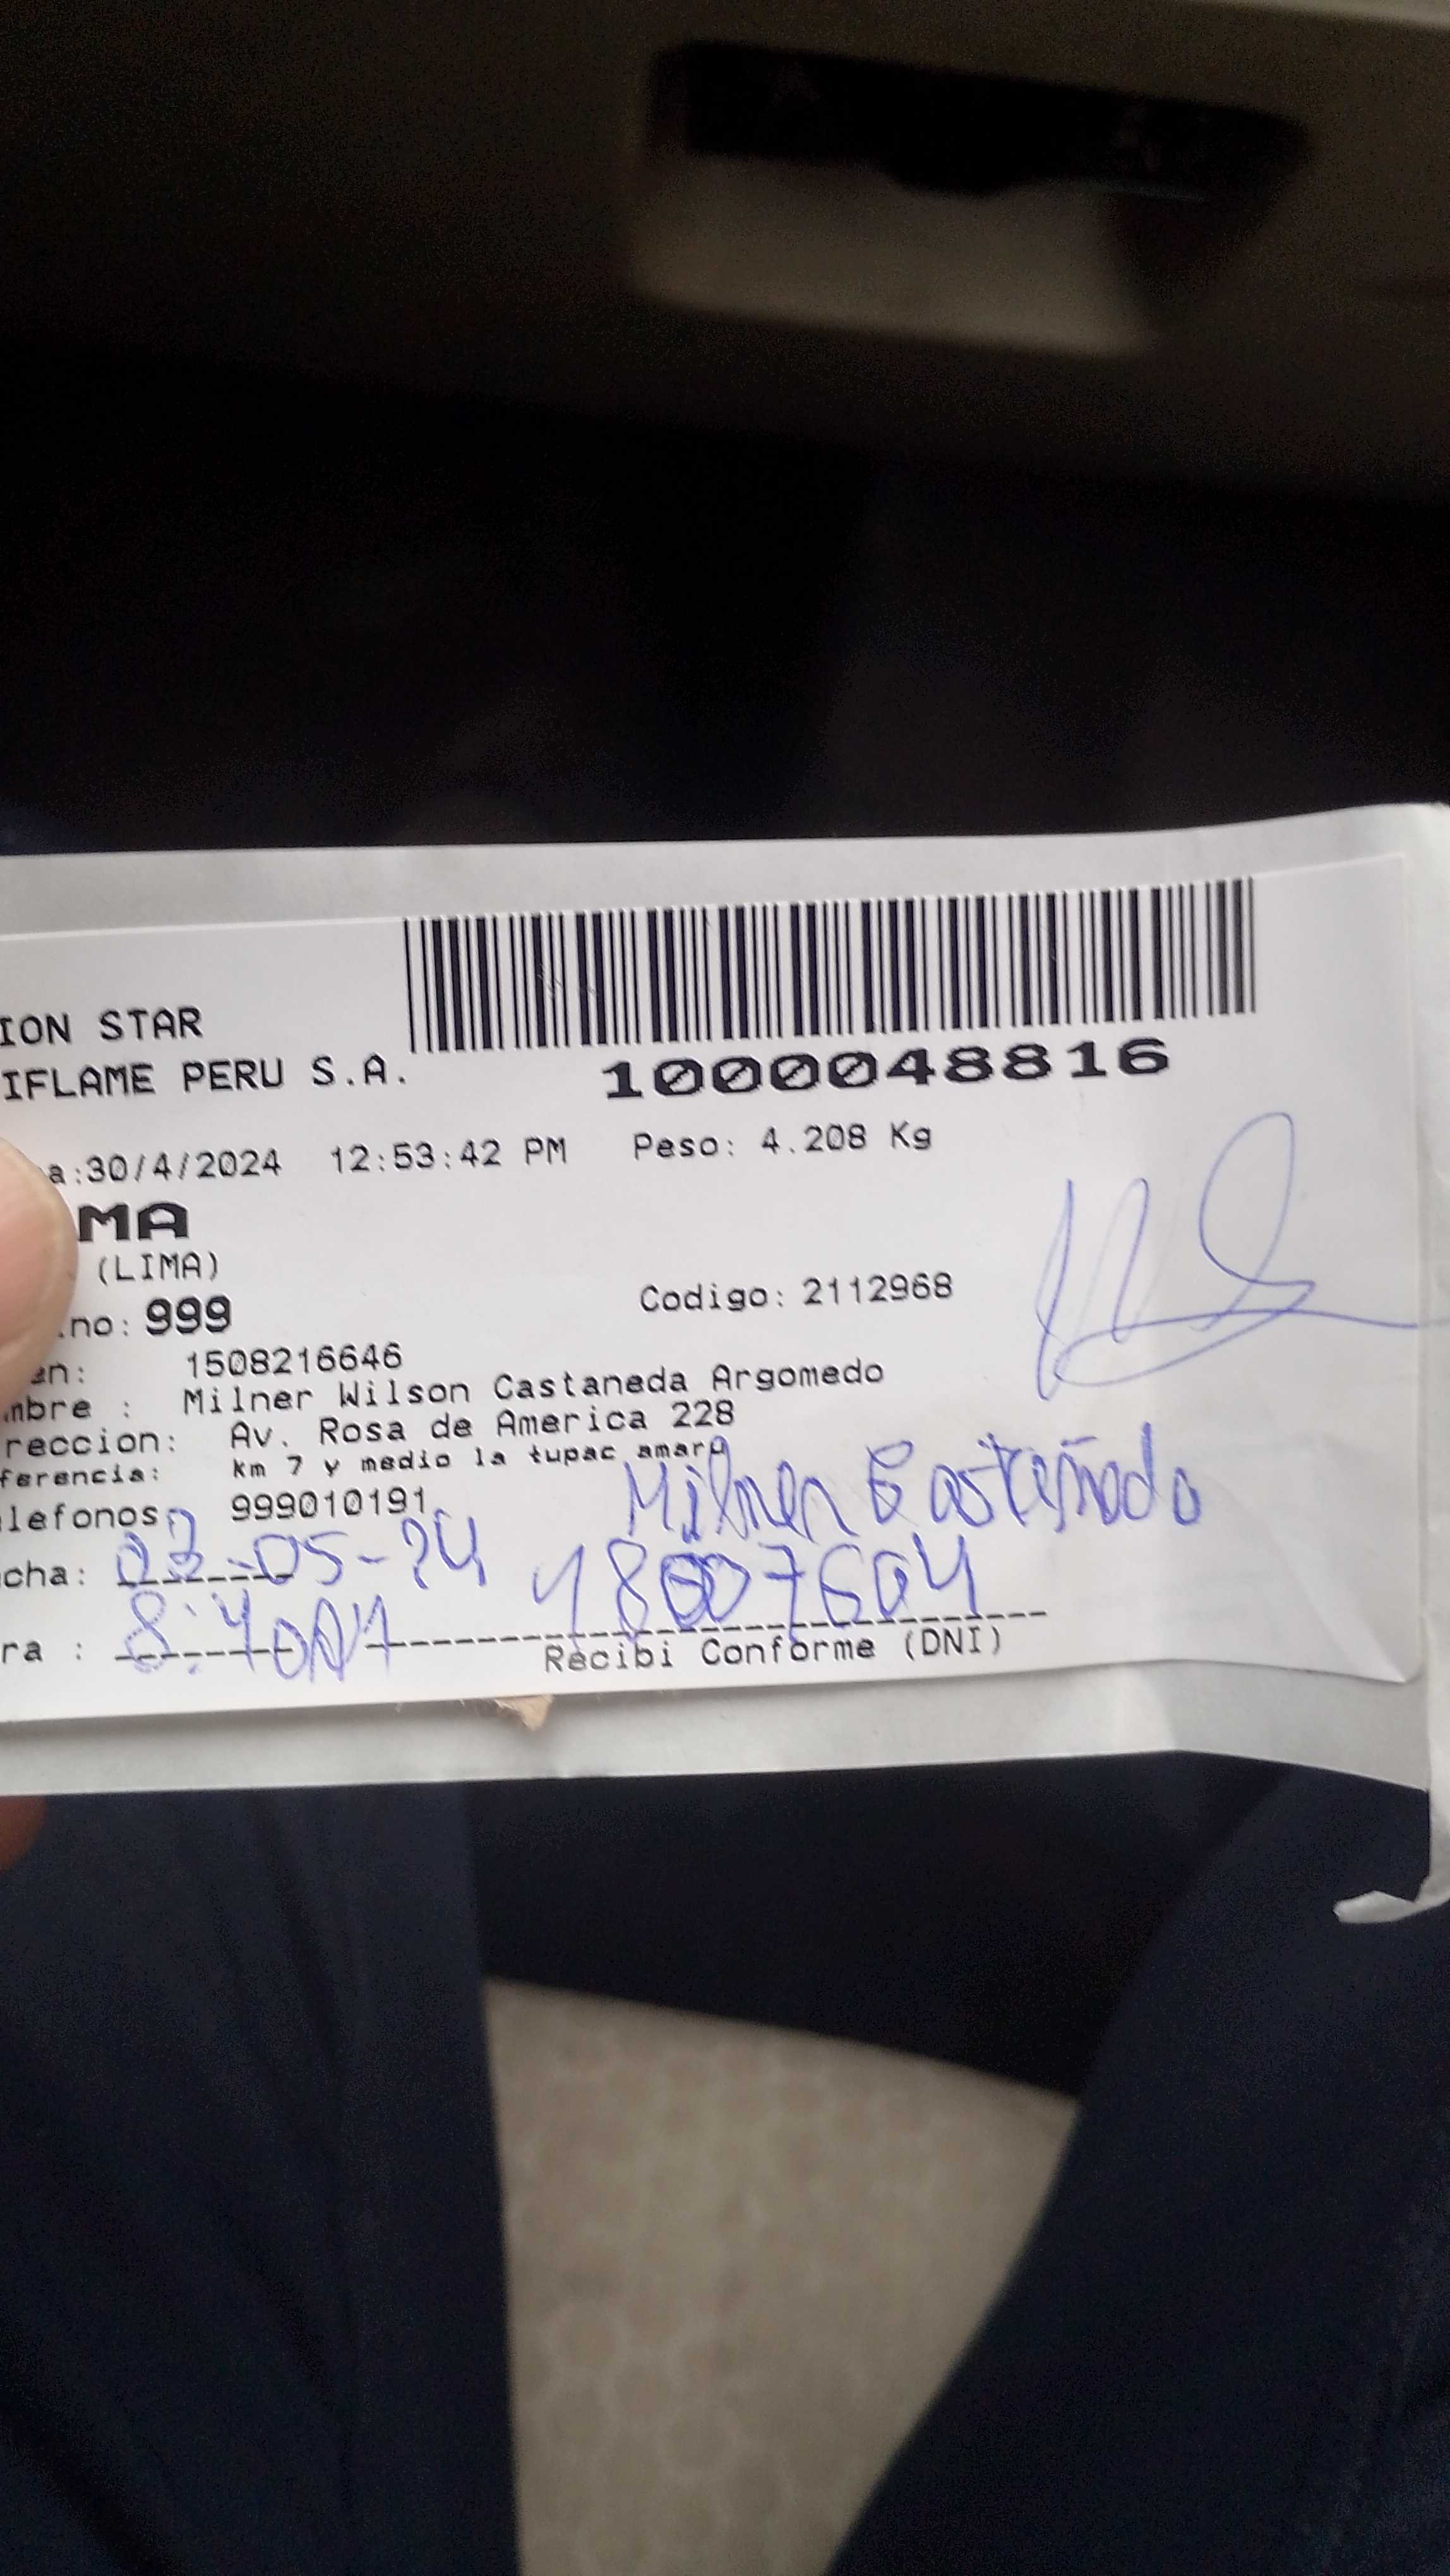 ION STAR
IFLAME PERU S.A.
1000048816
a:30/4/2024 12:53:42 PM Peso: 4.208 Kg
MA
(LIMA)
.no: 999 Codigo: 2112968
en: 1508216646
mbre : Milner Wilson Castaneda Argomedo
reccion: Av. Rosa de America 228
ferencia: km 7 y medio la tupac amaru
lefonos: 999010191
Milner Castañeda
cha: 02-05-24
18007604
ra : 8:40AM
Recibi Conforme (DNI)